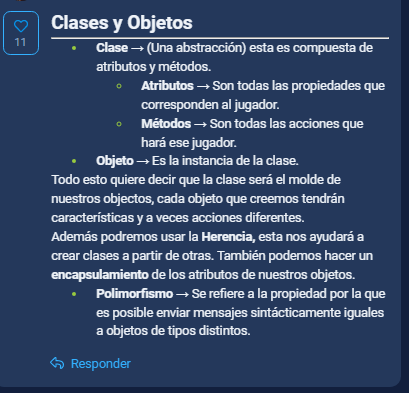 Clases y Objetos
11
• Clase → (Una abstracción) esta es compuesta de
atributos y métodos.
○ Atributos → Son todas las propiedades que
corresponden al jugador.
○ Métodos → Son todas las acciones que
hará ese jugador.
• Objeto → Es la instancia de la clase.
Todo esto quiere decir que la clase será el molde de
nuestros objectos, cada objeto que creemos tendrán
características y a veces acciones diferentes.
Además podremos usar la Herencia, esta nos ayudará a
crear clases a partir de otras. También podemos hacer un
encapsulamiento de los atributos de nuestros objetos.
• Polimorfismo → Se refiere a la propiedad por la que
es posible enviar mensajes sintácticamente iguales
a objetos de tipos distintos.
Responder